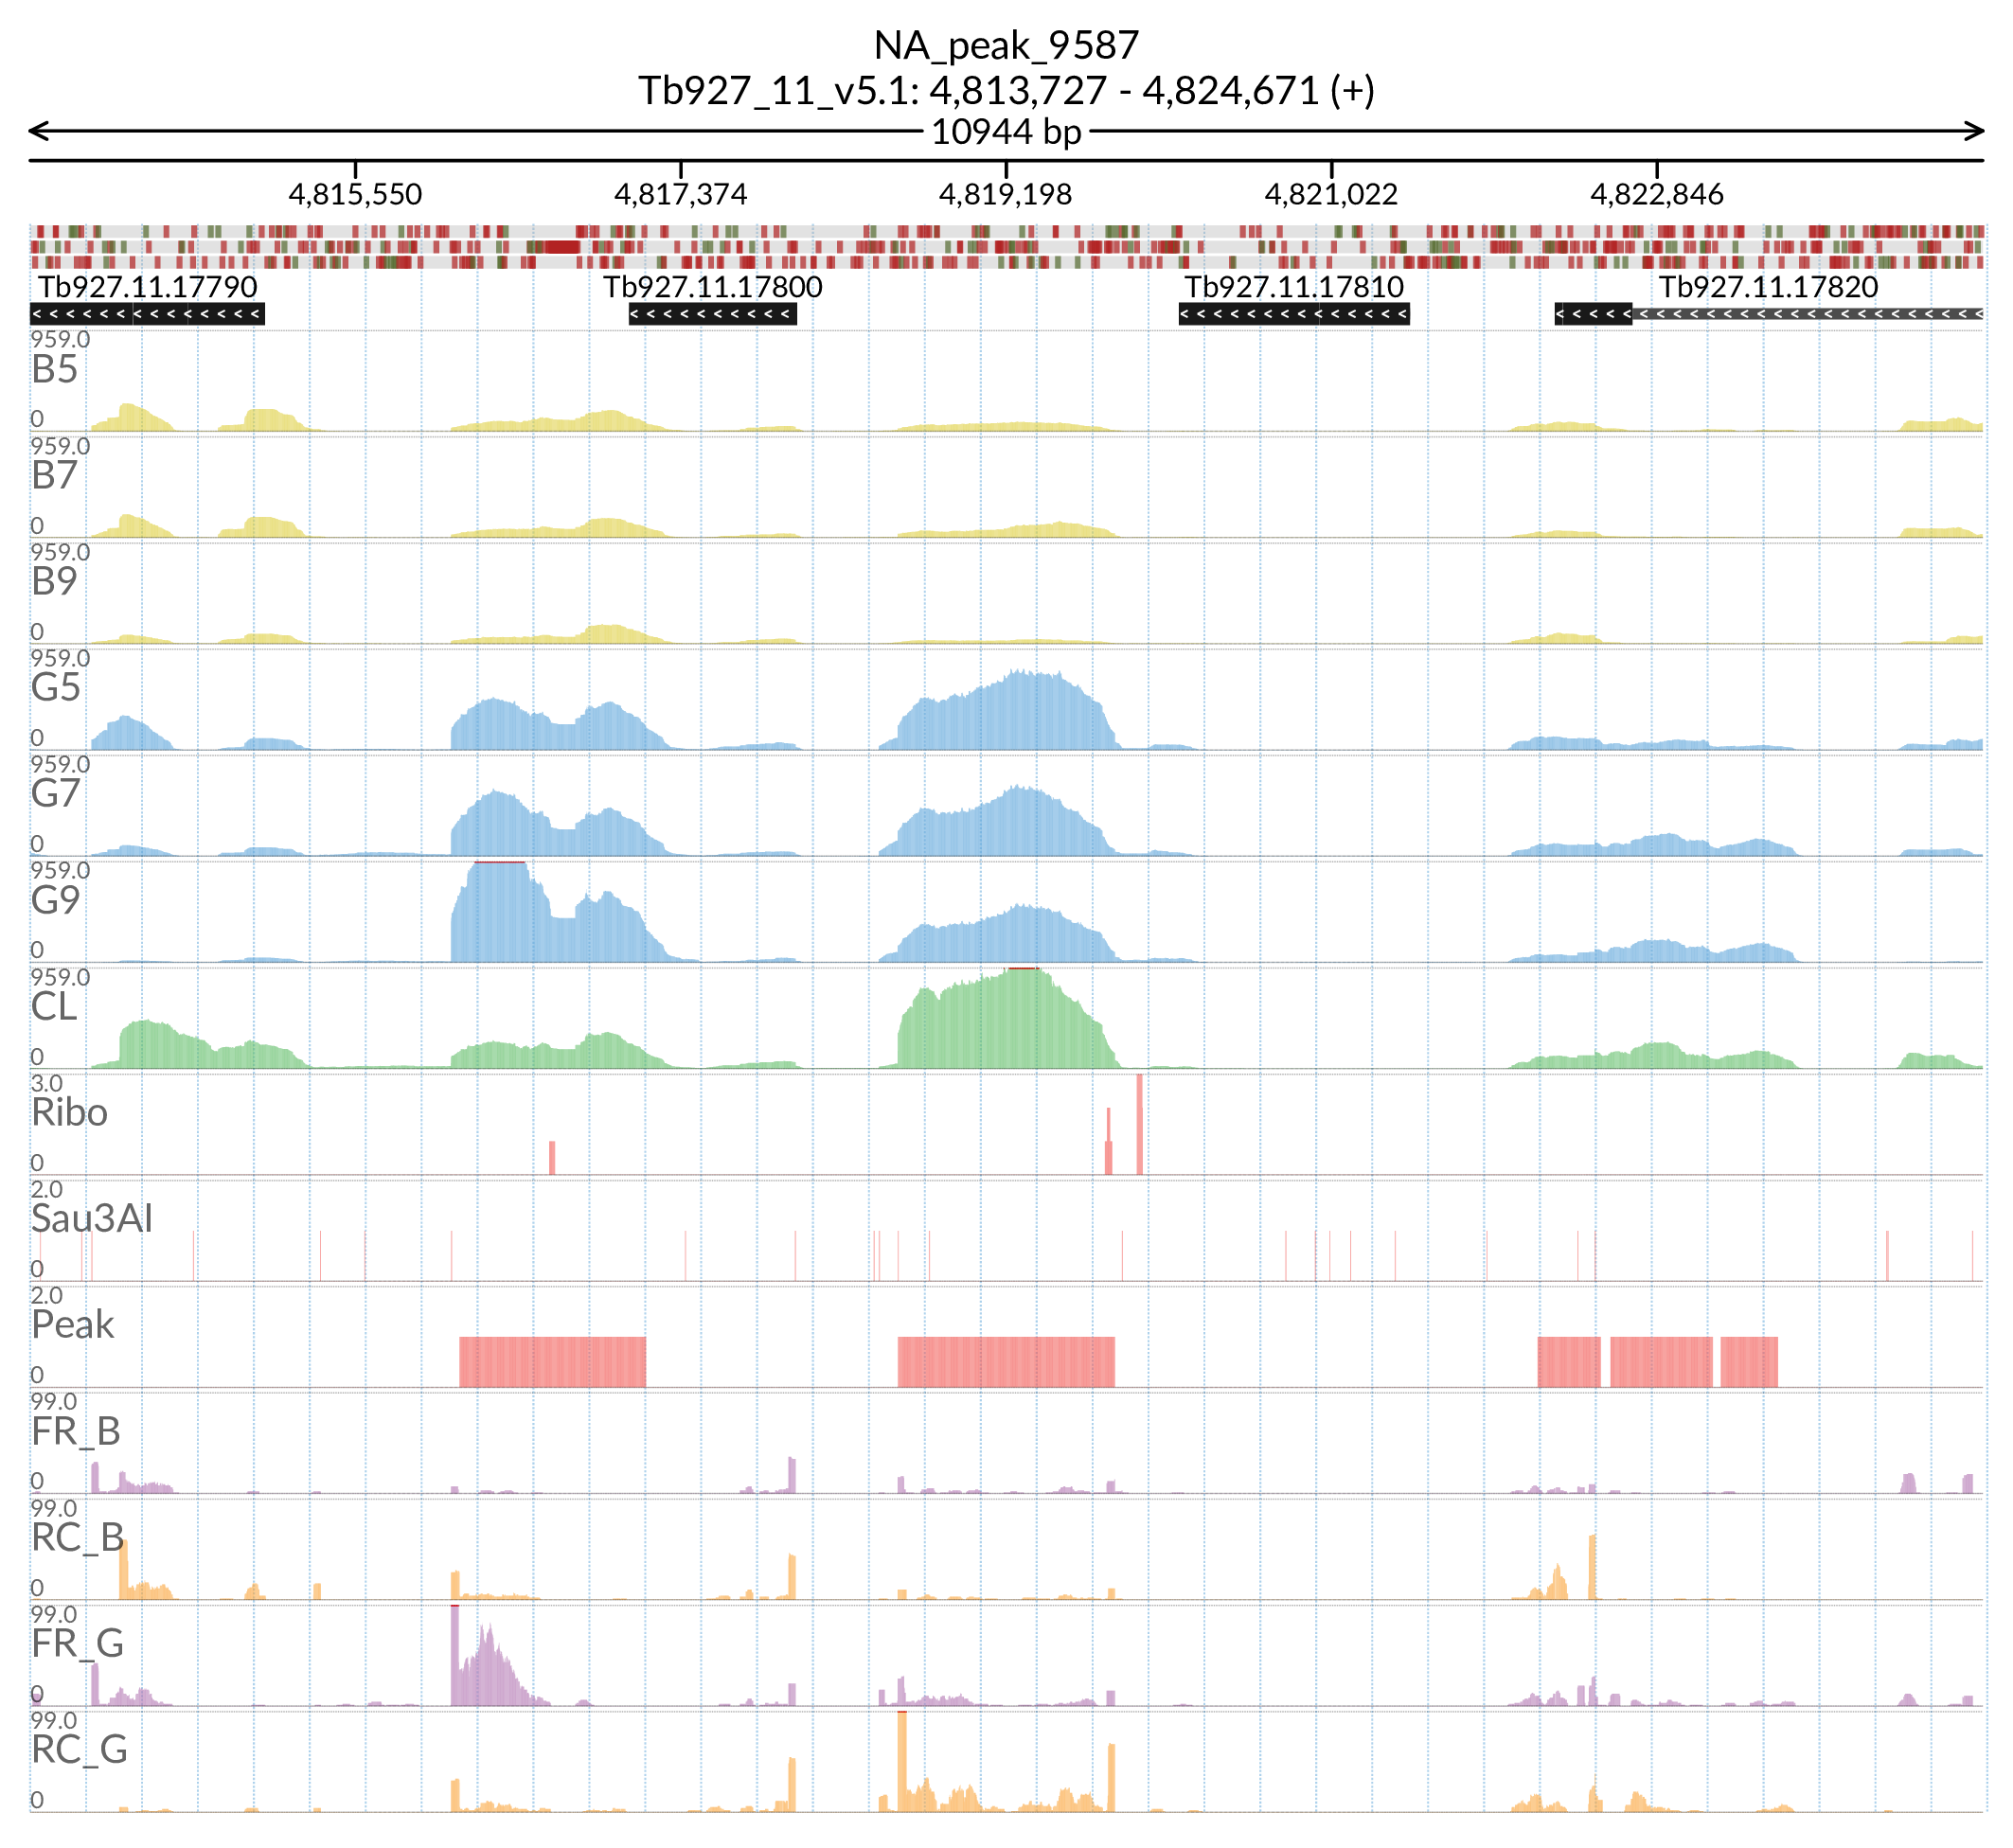 NA_peak_9587
Tb927_11_v5.1: 4,813,727 - 4,824,671 (+)
10944 bp
4,815,550 4,817,374 4,819,198 4,821,022 4,822,846
Tb927.11.17790 Tb927.11.17800 Tb927.11.17810 Tb927.11.17820
959.0
B5
0
959.0
B7
0
959.0
B9
0
959.0
G5
0
959.0
G7
0
959.0
G9
0
959.0
CL
0
3.0
Ribo
0
2.0
Sau3AI
0
2.0
Peak
0
99.0
FR_B
0
99.0
RC_B
0
99.0
FR_G
0
99.0
RC_G
0